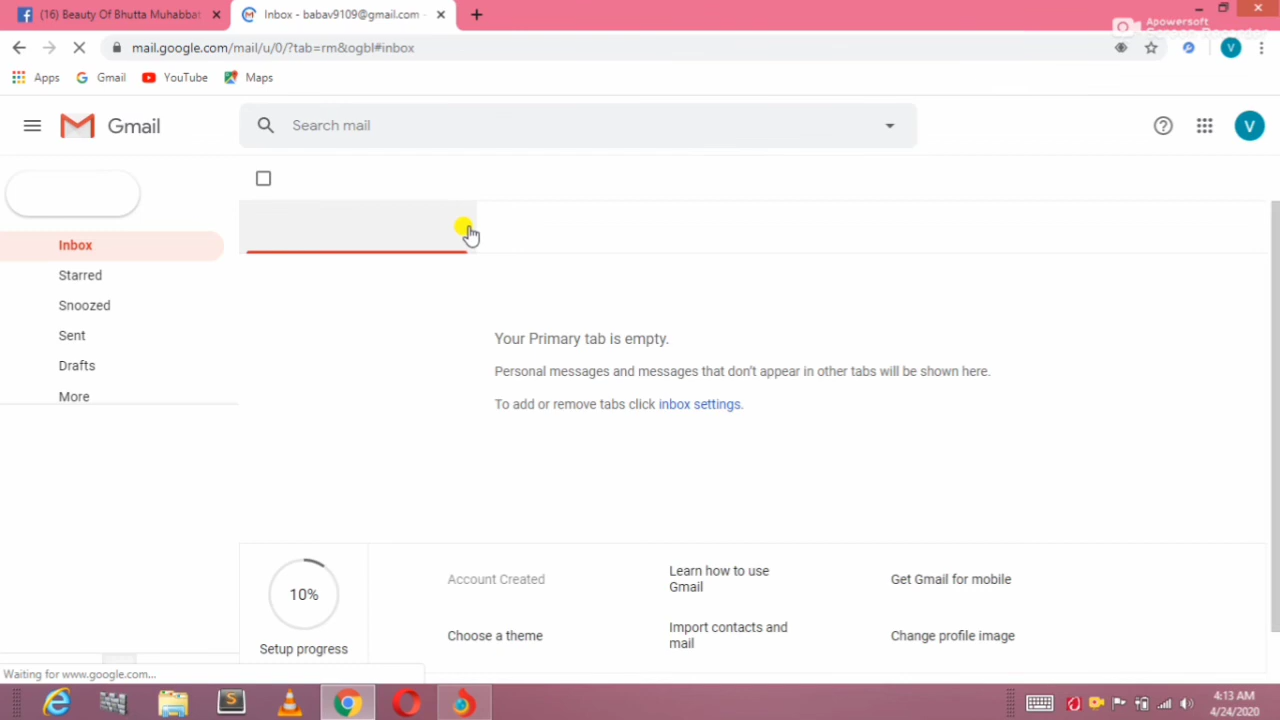 (16) Beauty Of Bhutta Muhabbat
Inbox - babav9109@gmail.com -
Apowersoft
Screen Recorder
mail.google.com/mail/u/0/?tab=rm&ogbl#inbox
V
Apps
Gmail
YouTube
Maps
Gmail
Search mail
V
Inbox
Starred
Snoozed
Sent
Drafts
More
Your Primary tab is empty.
Personal messages and messages that don't appear in other tabs will be shown here.
To add or remove tabs click inbox settings.
10%
Setup progress
Account Created
Learn how to use
Gmail
Get Gmail for mobile
Choose a theme
Import contacts and
mail
Change profile image
Waiting for www.google.com...
4:13 AM
4/24/2020